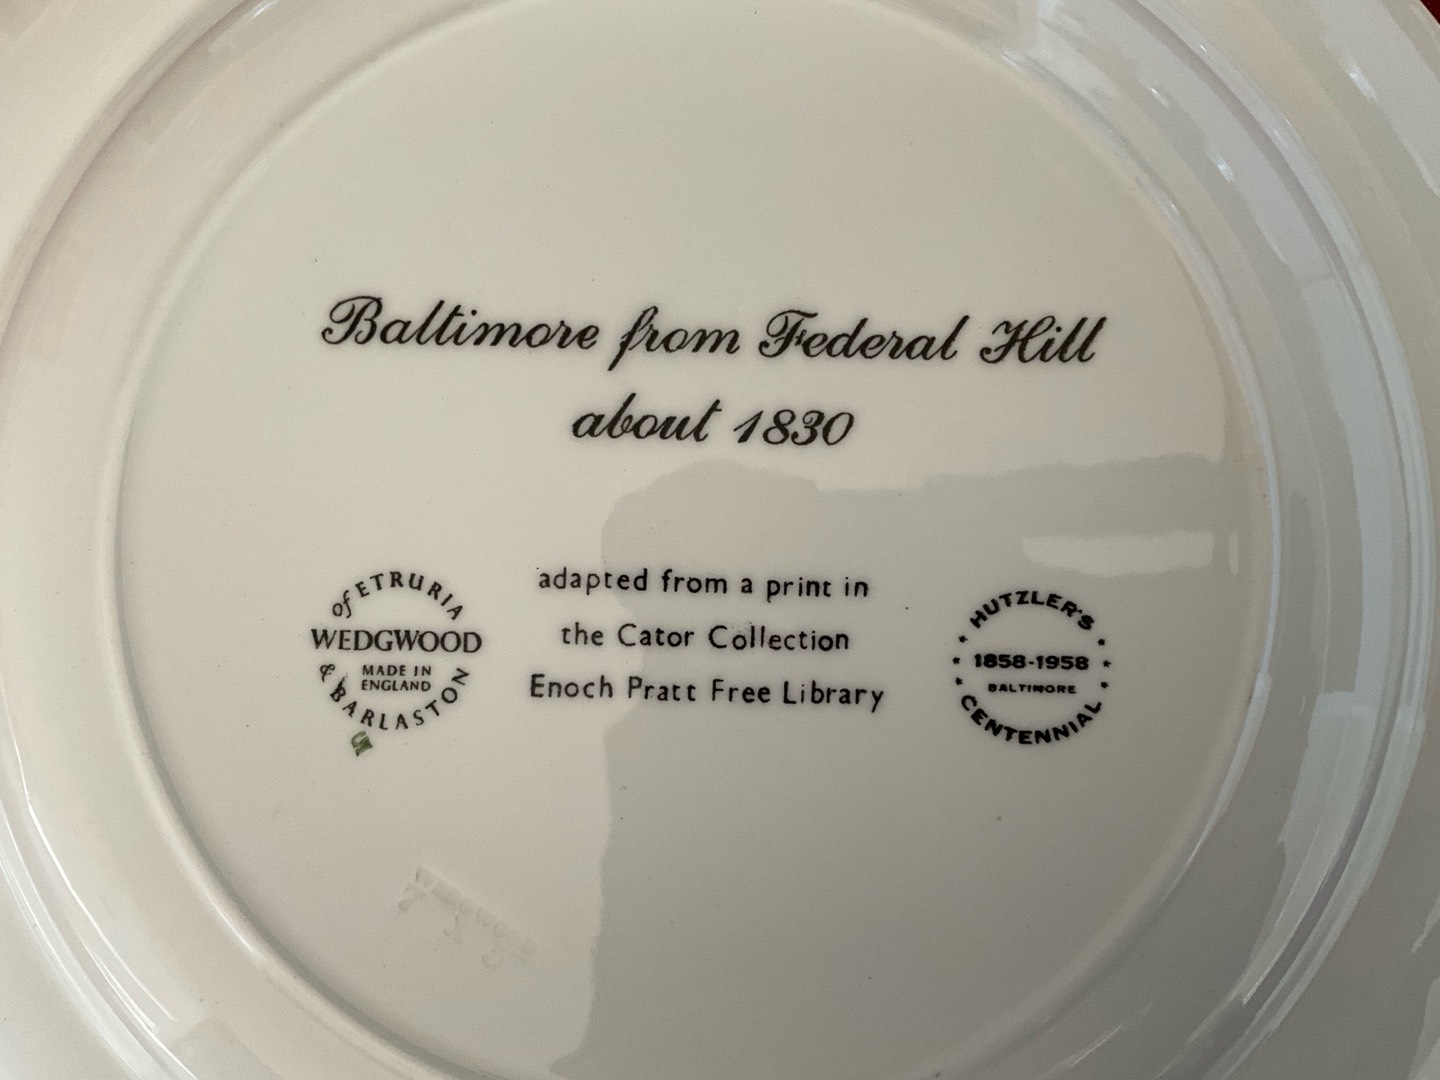 Baltimore from Federal Hill
about 1830
of ETRURIA
WEDGWOOD
MADE IN
ENGLAND
& BARLASTON
adapted from a print in
the Cator Collection
Enoch Pratt Free Library
HUTZLER'S
1858-1958
BALTIMORE
CENTENNIAL
WEDGWOOD